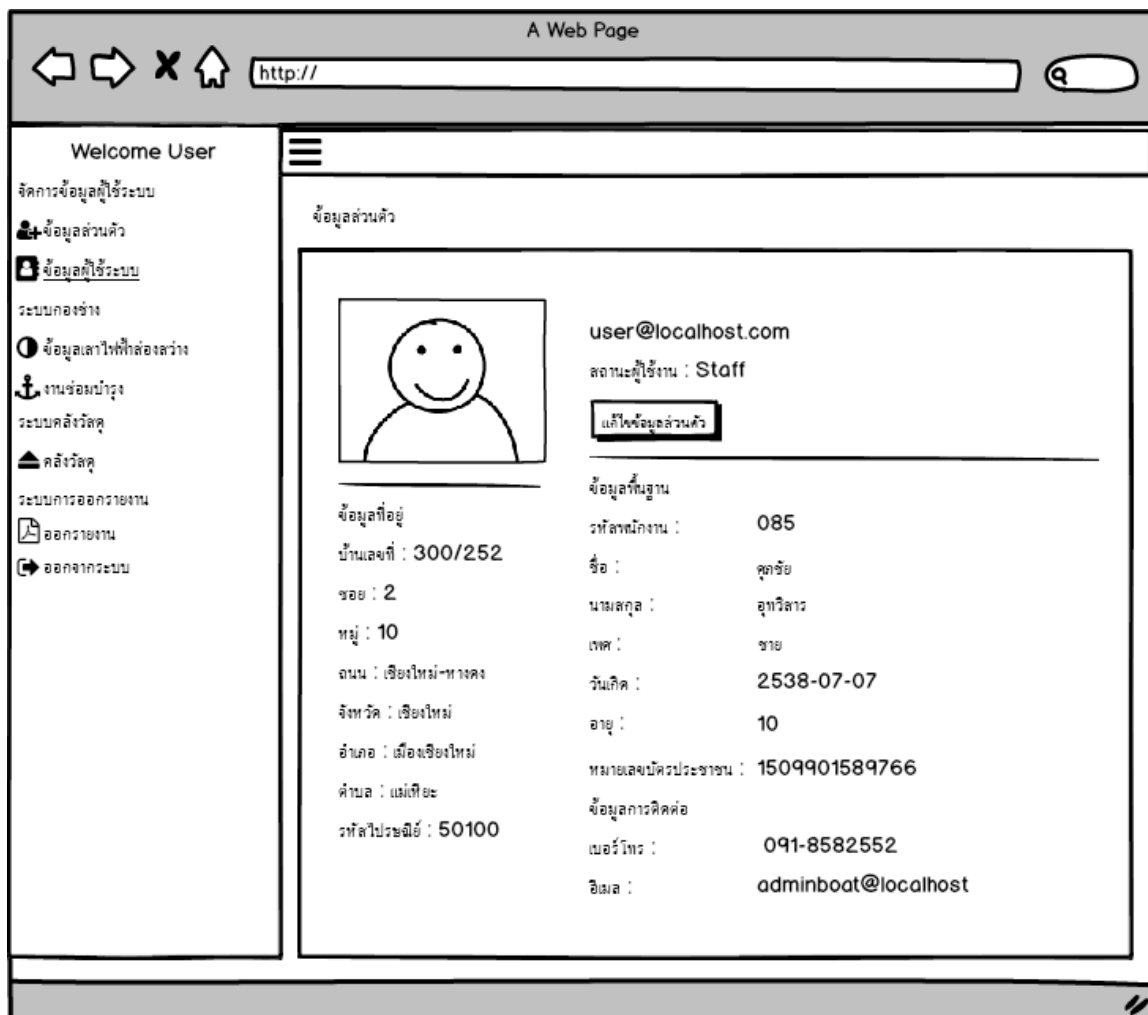 A Web Page
http://
Welcome User
จัดการข้อมูลผู้ใช้ระบบ
ข้อมูลส่วนตัว
ข้อมูลผู้ใช้ระบบ
ระบบกองช่าง
ข้อมูลเสาไฟฟ้าส่องสว่าง
งานซ่อมบำรุง
ระบบคลังวัสดุ
คลังวัสดุ
ระบบการออกรายงาน
ออกรายงาน
ออกจากระบบ
ข้อมูลส่วนตัว
ข้อมูลที่อยู่
บ้านเลขที่ : 300/252
ซอย : 2
หมู่ : 10
ถนน : เชียงใหม่-หางดง
จังหวัด : เชียงใหม่
อำเภอ : เมืองเชียงใหม่
ตำบล : แม่เหียะ
รหัสไปรษณีย์ : 50100
user@localhost.com
สถานะผู้ใช้งาน : Staff
แก้ไขข้อมูลส่วนตัว
ข้อมูลพื้นฐาน
รหัสพนักงาน : 085
ชื่อ : ศุภชัย
นามสกุล : อุทวิสาร
เพศ : ชาย
วันเกิด : 2538-07-07
อายุ : 10
หมายเลขบัตรประชาชน : 1509901589766
ข้อมูลการติดต่อ
เบอร์โทร : 091-8582552
อีเมล : adminboat@localhost